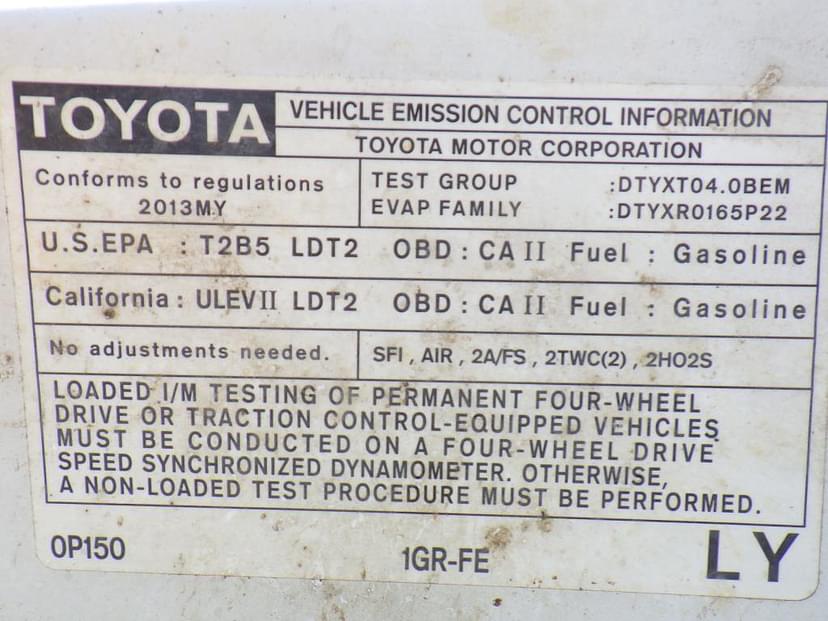 TOYOTA
VEHICLE EMISSION CONTROL INFORMATION
TOYOTA MOTOR CORPORATION
Conforms to regulations
2013MY
TEST GROUP :DTYXT04.0BEM
EVAP FAMILY :DTYXR0165P22
U.S.EPA : T2B5 LDT2 OBD : CA II Fuel : Gasoline
California : ULEV II LDT2 OBD : CA II Fuel : Gasoline
No adjustments needed.
SFI , AIR , 2A/FS , 2TWC(2) , 2HO2S
LOADED I/M TESTING OF PERMANENT FOUR-WHEEL
DRIVE OR TRACTION CONTROL-EQUIPPED VEHICLES
MUST BE CONDUCTED ON A FOUR-WHEEL DRIVE
SPEED SYNCHRONIZED DYNAMOMETER. OTHERWISE,
A NON-LOADED TEST PROCEDURE MUST BE PERFORMED.
0P150
1GR-FE
LY